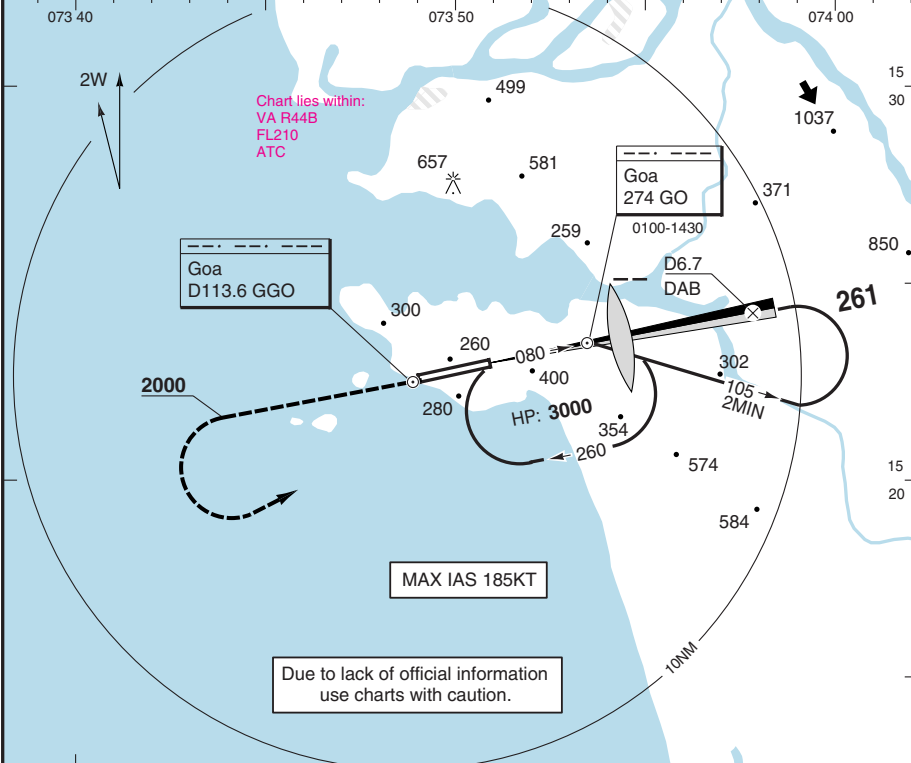 073 40
073 50
074 00
2W
Chart lies within:
VA R44B
FL210
ATC
499
15
30
1037
657
581
Goa
274 GO
0100-1430
371
259
850
Goa
D113.6 GGO
D6.7
DAB
261
300
260
080
400
302
2000
280
HP: 3000
354
105
2MIN
260
574
15
20
584
MAX IAS 185KT
10NM
Due to lack of official information
use charts with caution.